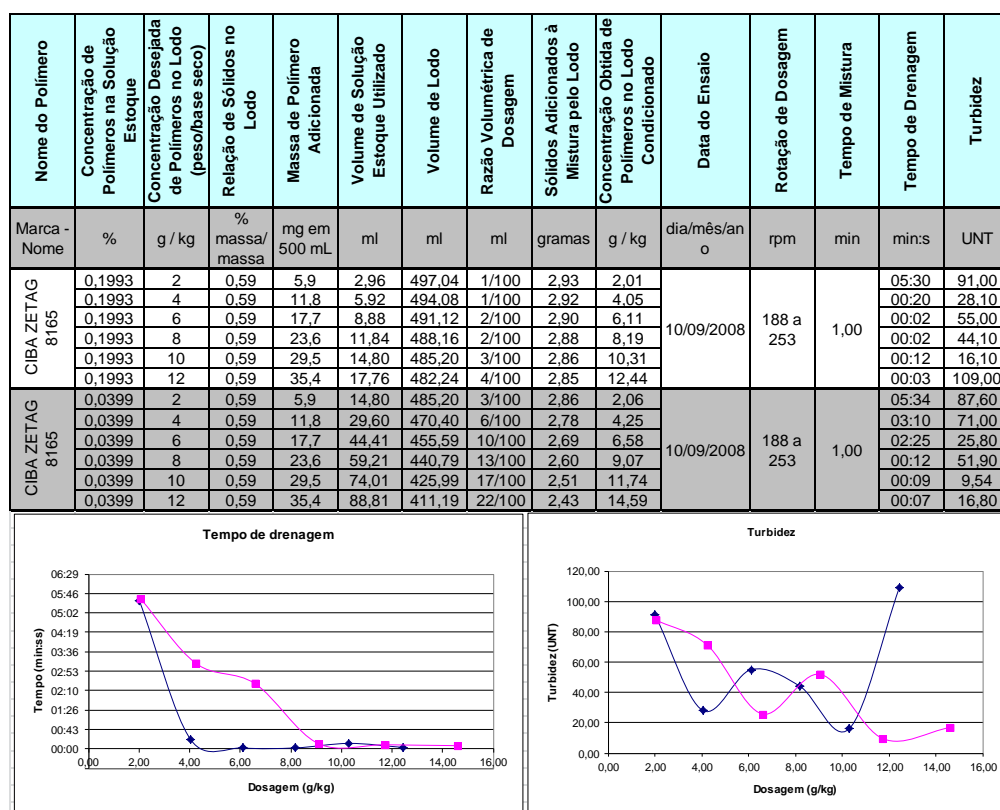 Nome do Polímero
Concentração de
Polímeros na Solução
Estoque
Concentração Desejada
de Polímeros no Lodo
(peso/base seco)
Relação de Sólidos no
Lodo
Massa de Polímero
Adicionada
Volume de Solução
Estoque Utilizado
Volume de Lodo
Razão Volumétrica de
Dosagem
Sólidos Adicionados à
Mistura pelo Lodo
Concentração Obtida de
Polímeros no Lodo
Condicionado
Data do Ensaio
Rotação de Dosagem
Tempo de Mistura
Tempo de Drenagem
Turbidez
Marca -
Nome
%
g / kg
%
massa/
massa
mg em
500 mL
ml
ml
ml
gramas
g / kg
dia/mês/an
o
rpm
min
min:s
UNT
CIBA ZETAG
8165
0,1993 2 0,59 5,9 2,96 497,04 1/100 2,93 2,01 05:30 91,00
0,1993 4 0,59 11,8 5,92 494,08 1/100 2,92 4,05 00:20 28,10
0,1993 6 0,59 17,7 8,88 491,12 2/100 2,90 6,11 00:02 55,00
0,1993 8 0,59 23,6 11,84 488,16 2/100 2,88 8,19 00:02 44,10
0,1993 10 0,59 29,5 14,80 485,20 3/100 2,86 10,31 00:12 16,10
0,1993 12 0,59 35,4 17,76 482,24 4/100 2,85 12,44 00:03 109,00
10/09/2008
188 a
253
1,00
CIBA ZETAG
8165
0,0399 2 0,59 5,9 14,80 485,20 3/100 2,86 2,06 05:34 87,60
0,0399 4 0,59 11,8 29,60 470,40 6/100 2,78 4,25 03:10 71,00
0,0399 6 0,59 17,7 44,41 455,59 10/100 2,69 6,58 02:25 25,80
0,0399 8 0,59 23,6 59,21 440,79 13/100 2,60 9,07 00:12 51,90
0,0399 10 0,59 29,5 74,01 425,99 17/100 2,51 11,74 00:09 9,54
0,0399 12 0,59 35,4 88,81 411,19 22/100 2,43 14,59 00:07 16,80
10/09/2008
188 a
253
1,00
Tempo de drenagem
Tempo (min:ss)
06:29
05:46
05:02
04:19
03:36
02:53
02:10
01:26
00:43
00:00
0,00 2,00 4,00 6,00 8,00 10,00 12,00 14,00 16,00
Dosagem (g/kg)
Turbidez
Turbidez (UNT)
120,00
100,00
80,00
60,00
40,00
20,00
0,00
0,00 2,00 4,00 6,00 8,00 10,00 12,00 14,00 16,00
Dosagem (g/kg)